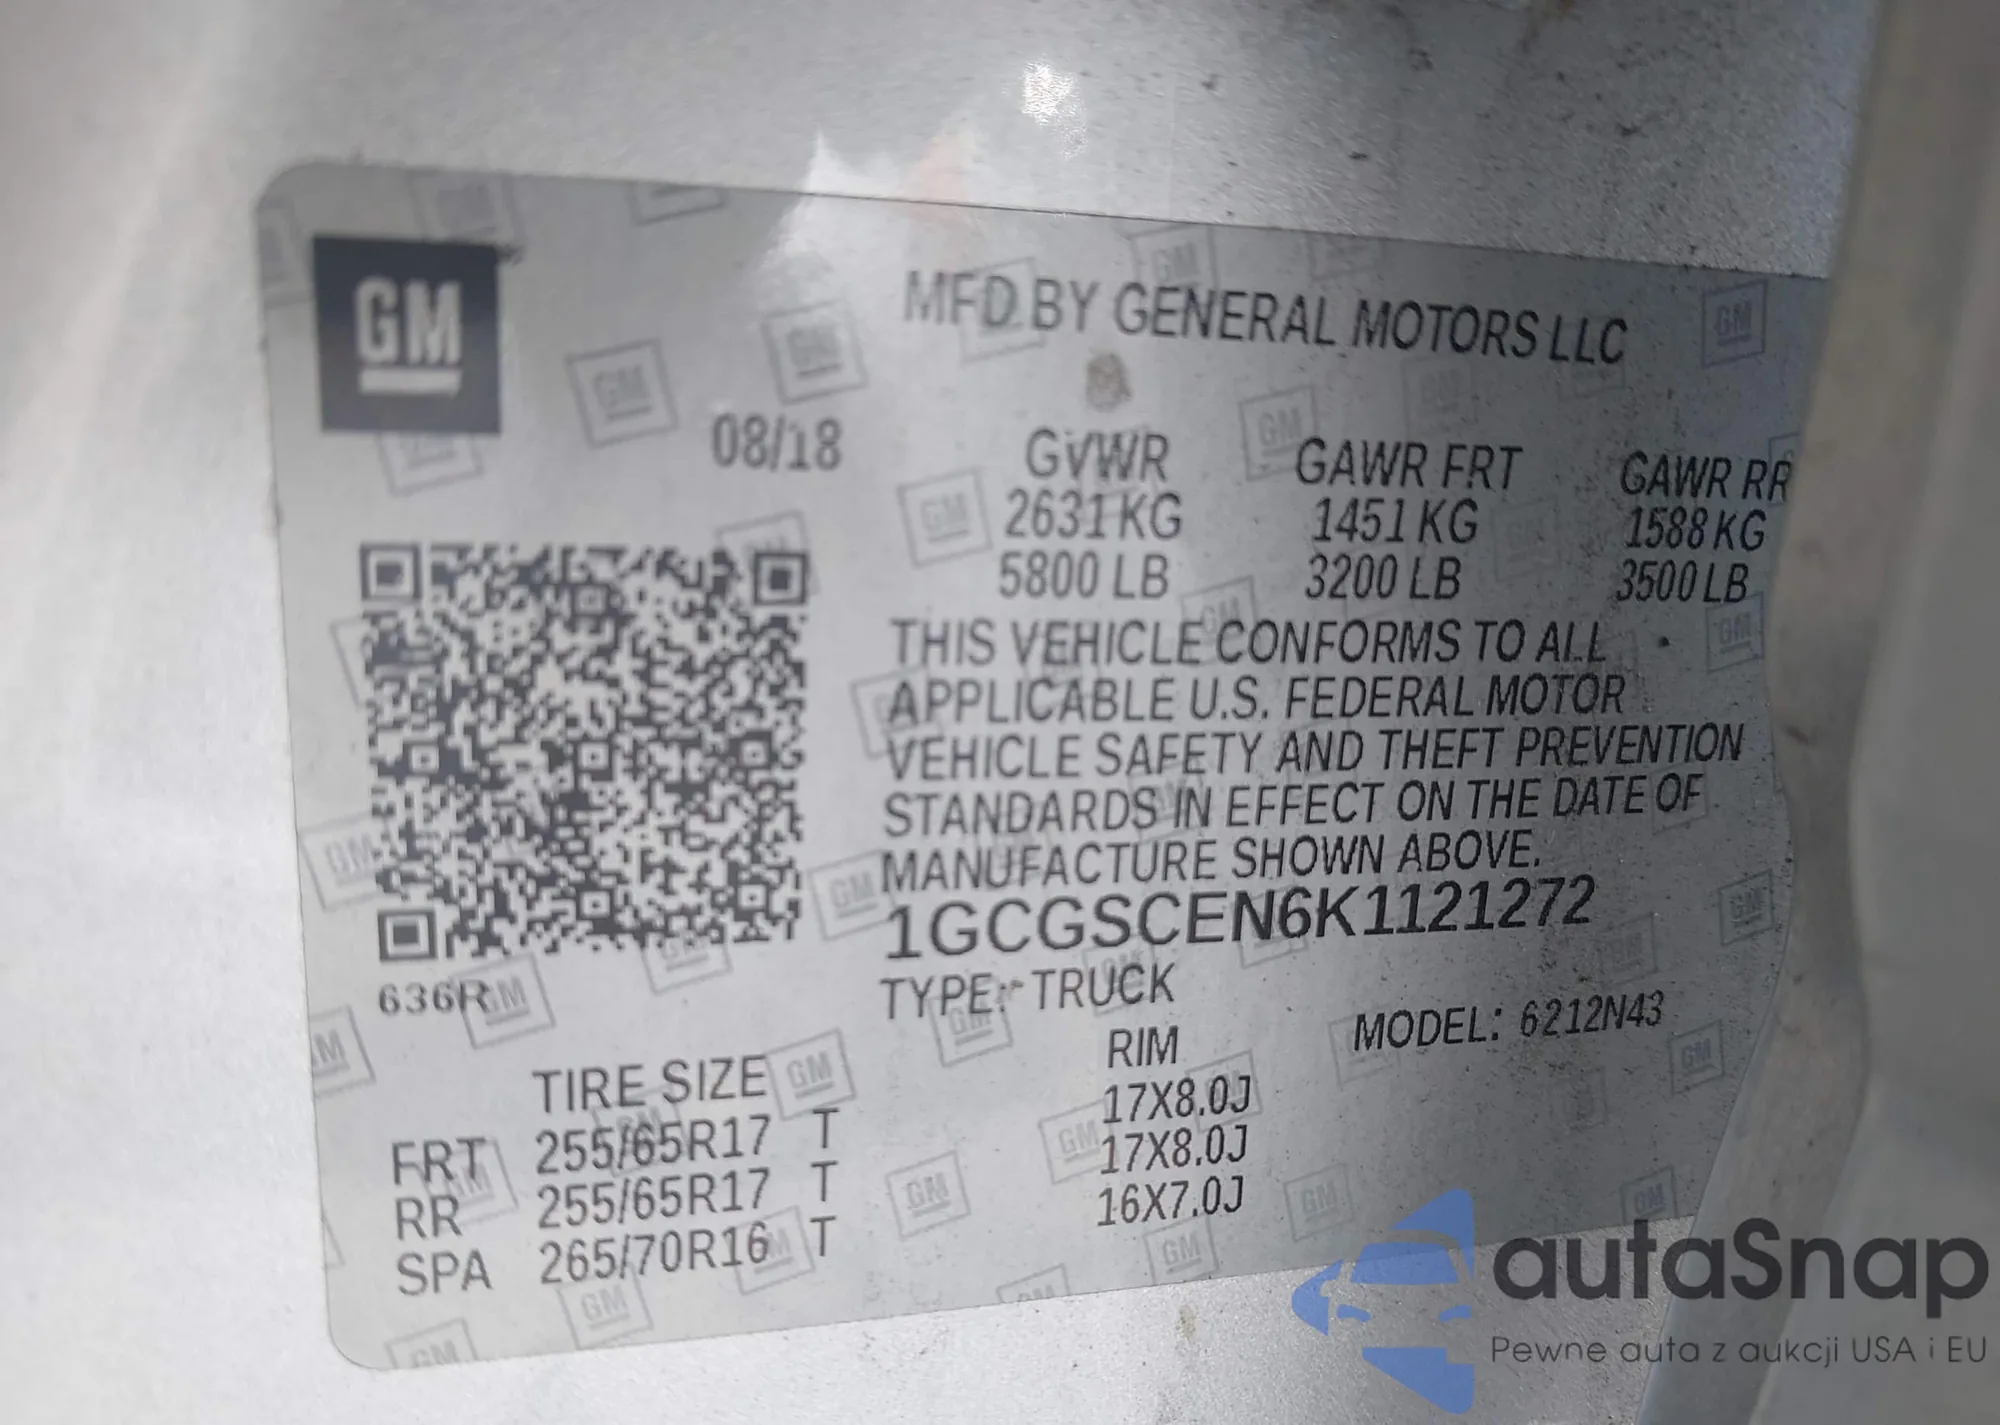 GM
MFD BY GENERAL MOTORS LLC
08/18
GVWR GAWR FRT GAWR RR
2631 KG 1451 KG 1588 KG
5800 LB 3200 LB 3500 LB
THIS VEHICLE CONFORMS TO ALL
APPLICABLE U.S. FEDERAL MOTOR
VEHICLE SAFETY AND THEFT PREVENTION
STANDARDS IN EFFECT ON THE DATE OF
MANUFACTURE SHOWN ABOVE.
1GCGSCEN6K1121272
636R
TYPE: TRUCK MODEL: 6212N43
TIRE SIZE RIM
FRT 255/65R17 T 17X8.0J
RR 255/65R17 T 17X8.0J
SPA 265/70R16 T 16X7.0J
autaSnap
Pewne auta z aukcji USA i EU